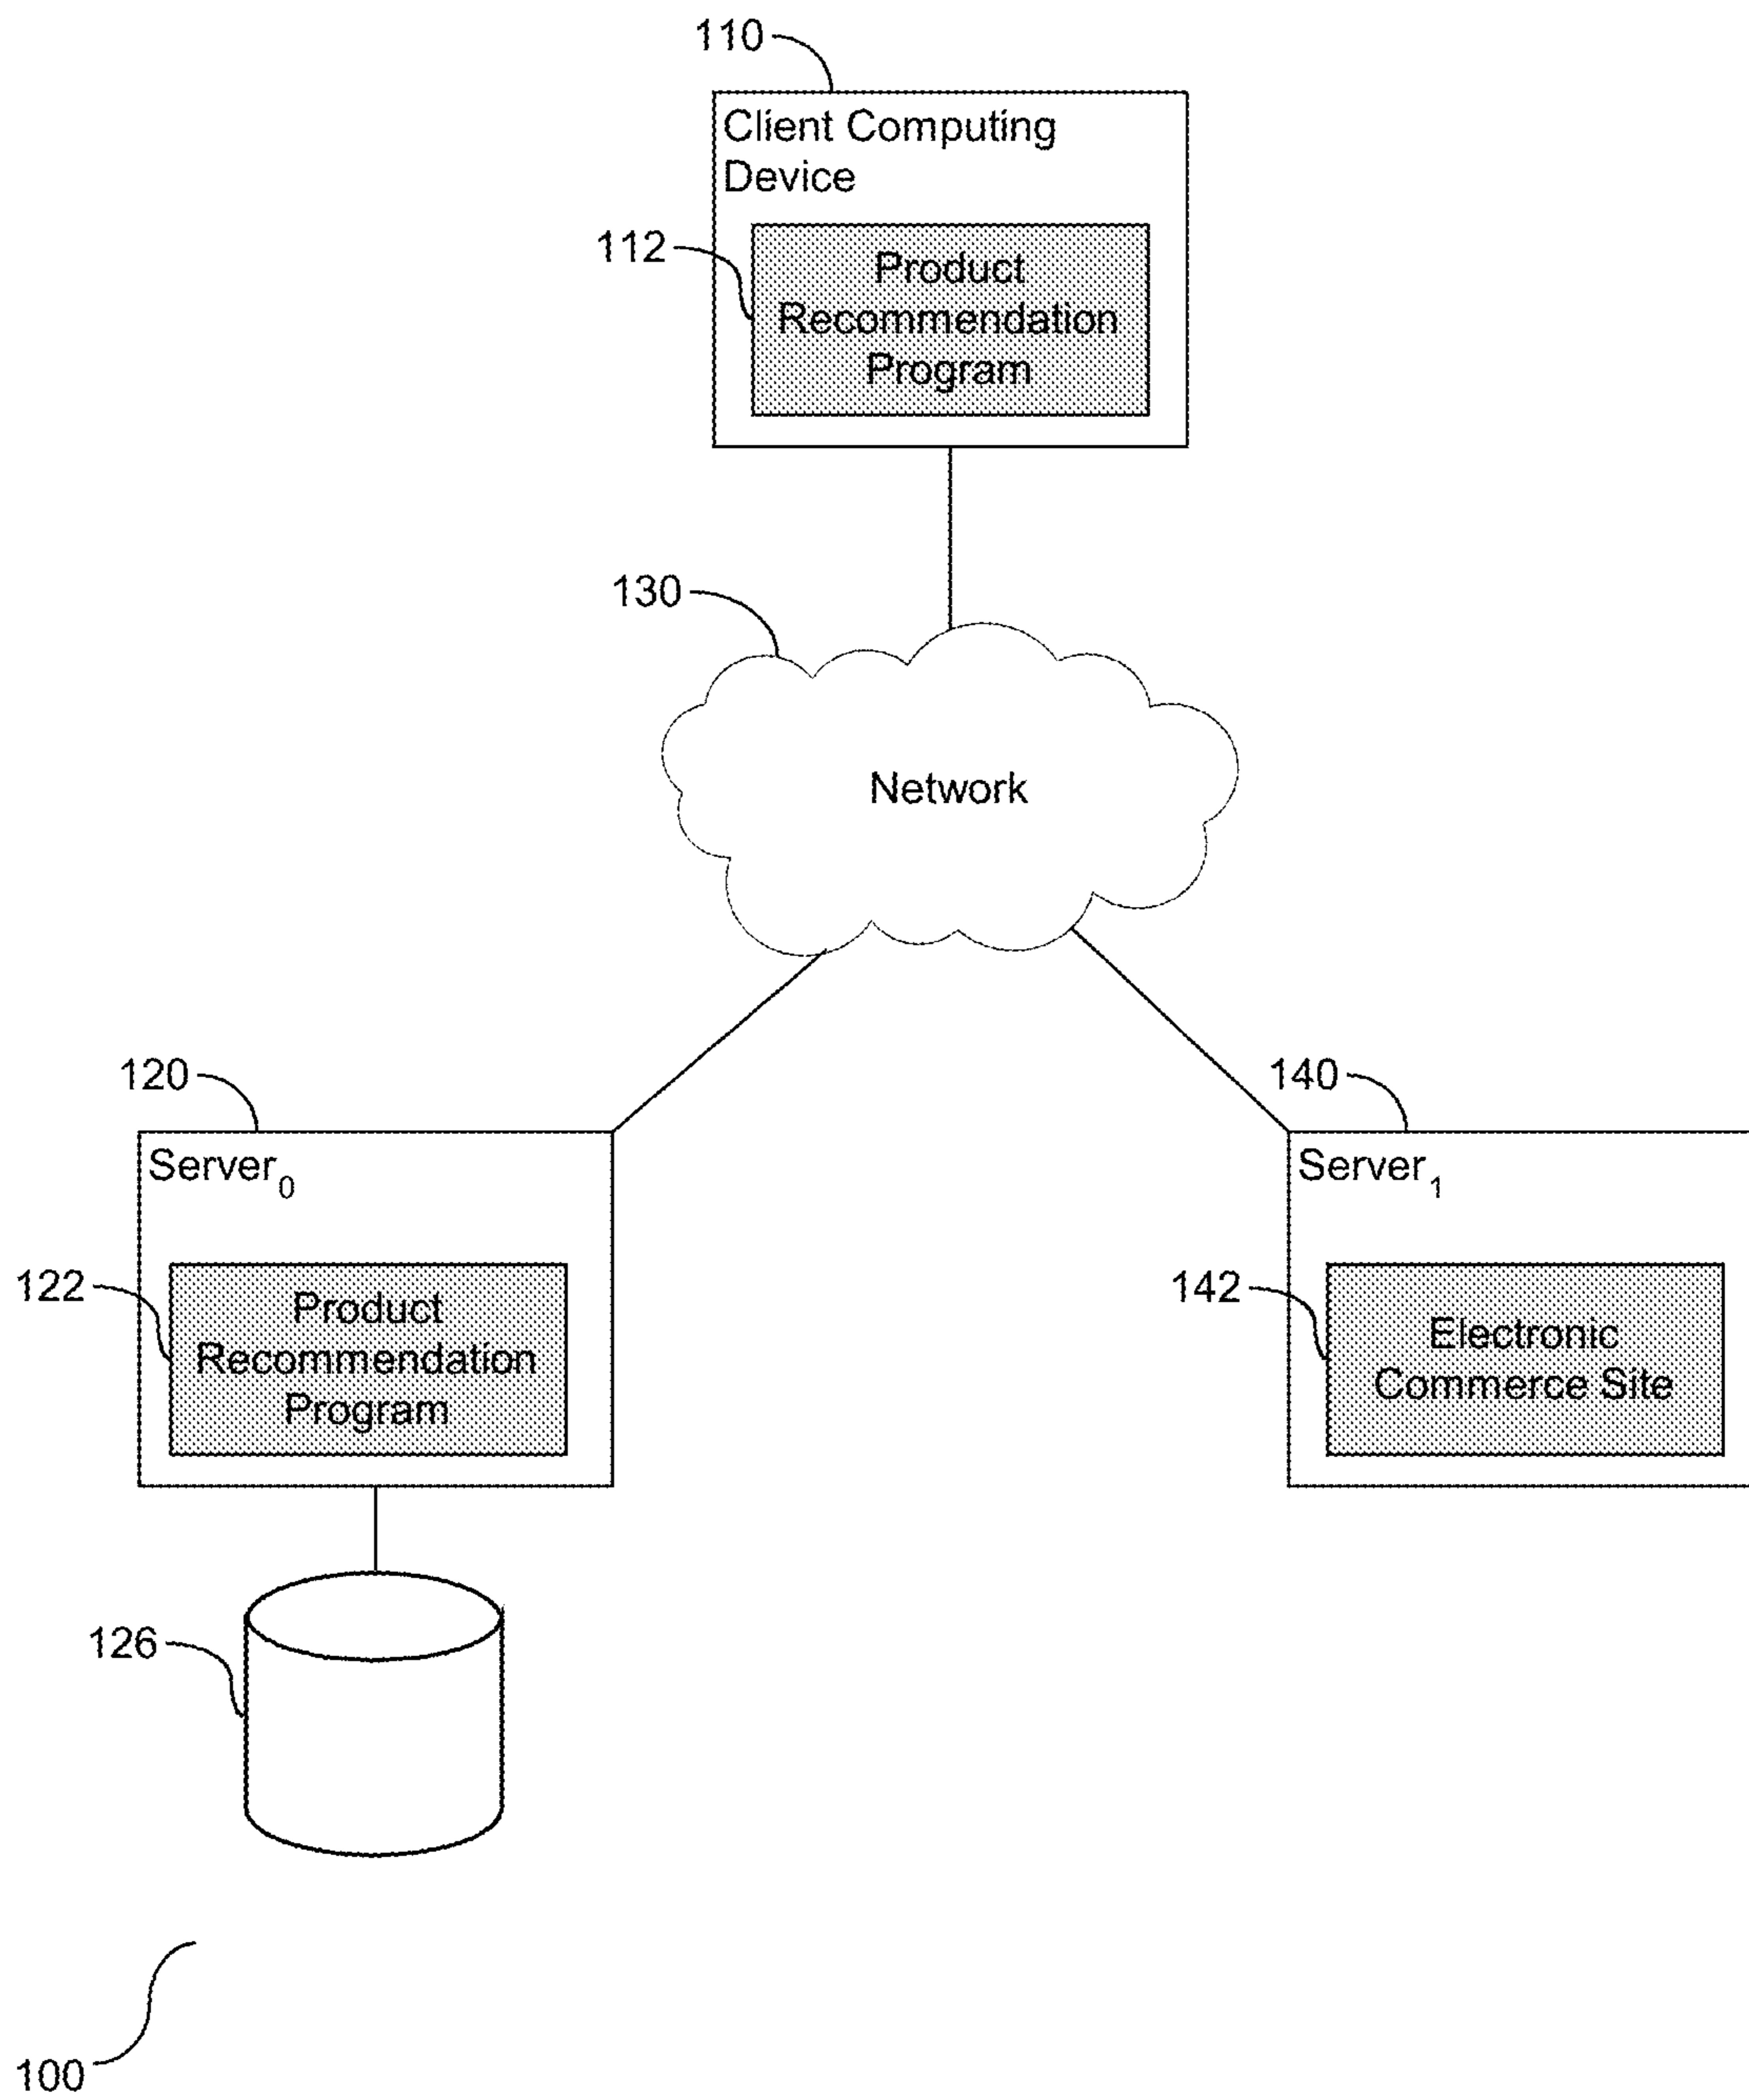 110
Client Computing
Device
112
Product
Recommendation
Program
130
Network
120
140
Server0
Server1
122
Product
Recommendation
Program
142
Electronic
Commerce Site
126
100